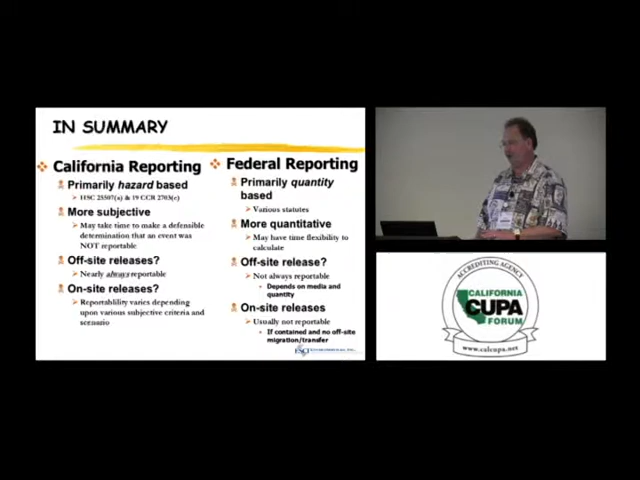 IN SUMMARY
California Reporting
Primarily hazard based
HSC 25507(a) & 19 CCR 2703(c)
More subjective
May take time to make a defensible
determination that an event was
NOT reportable
Off-site releases?
Nearly always reportable
On-site releases?
Reportablility varies depending
upon various subjective criteria and
scenario
Federal Reporting
Primarily quantity
based
Various statutes
More quantitative
May have time flexibility to
calculate
Off-site release?
Not always reportable
Depends on media and
quantity
On-site releases
Usually not reportable
If contained and no off-site
migration/transfer
ACCREDITING AGENCY
CALIFORNIA
CUPA
FORUM
www.calcupa.net